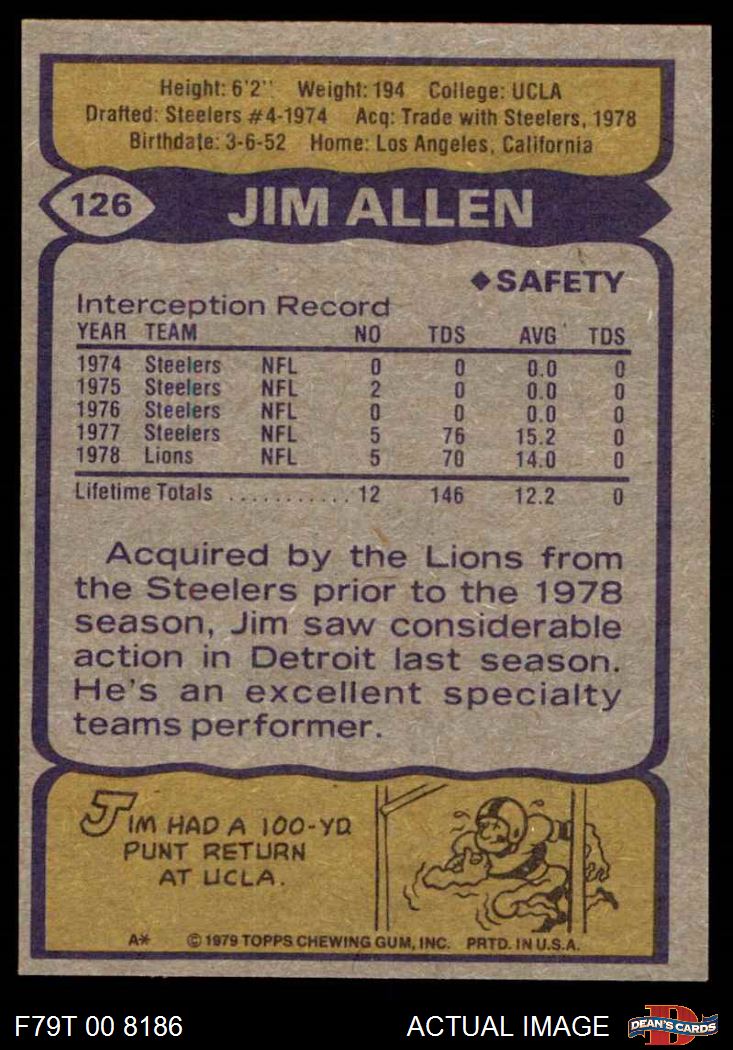 Height: 6'2" Weight: 194 College: UCLA
Drafted: Steelers #4-1974 Acq: Trade with Steelers, 1978
Birthdate: 3-6-52 Home: Los Angeles, California
126 JIM ALLEN
◆SAFETY
Interception Record
YEAR TEAM NO TDS AVG TDS
1974 Steelers NFL 0 0 0.0 0
1975 Steelers NFL 2 0 0.0 0
1976 Steelers NFL 0 0 0.0 0
1977 Steelers NFL 5 76 15.2 0
1978 Lions NFL 5 70 14.0 0
Lifetime Totals ........... 12 146 12.2 0
Acquired by the Lions from
the Steelers prior to the 1978
season, Jim saw considerable
action in Detroit last season.
He's an excellent specialty
teams performer.
JIM HAD A 100-YD
PUNT RETURN
AT UCLA.
A* © 1979 TOPPS CHEWING GUM, INC. PRTD. IN U.S.A.
F79T 00 8186 ACTUAL IMAGE D DEAN'S CARDS